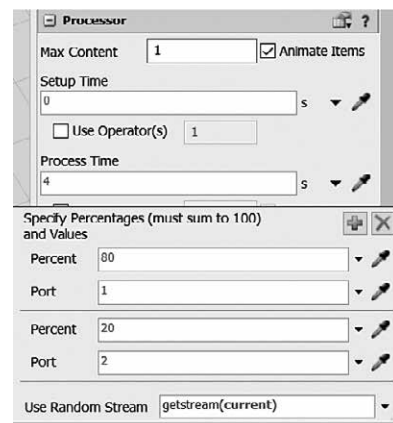 Processor ?
Max Content 1 Animate Items
Setup Time
0 s
Use Operator(s) 1
Process Time
4 s
Specify Percentages (must sum to 100)
and Values
Percent 80
Port 1
Percent 20
Port 2
Use Random Stream getstream(current)